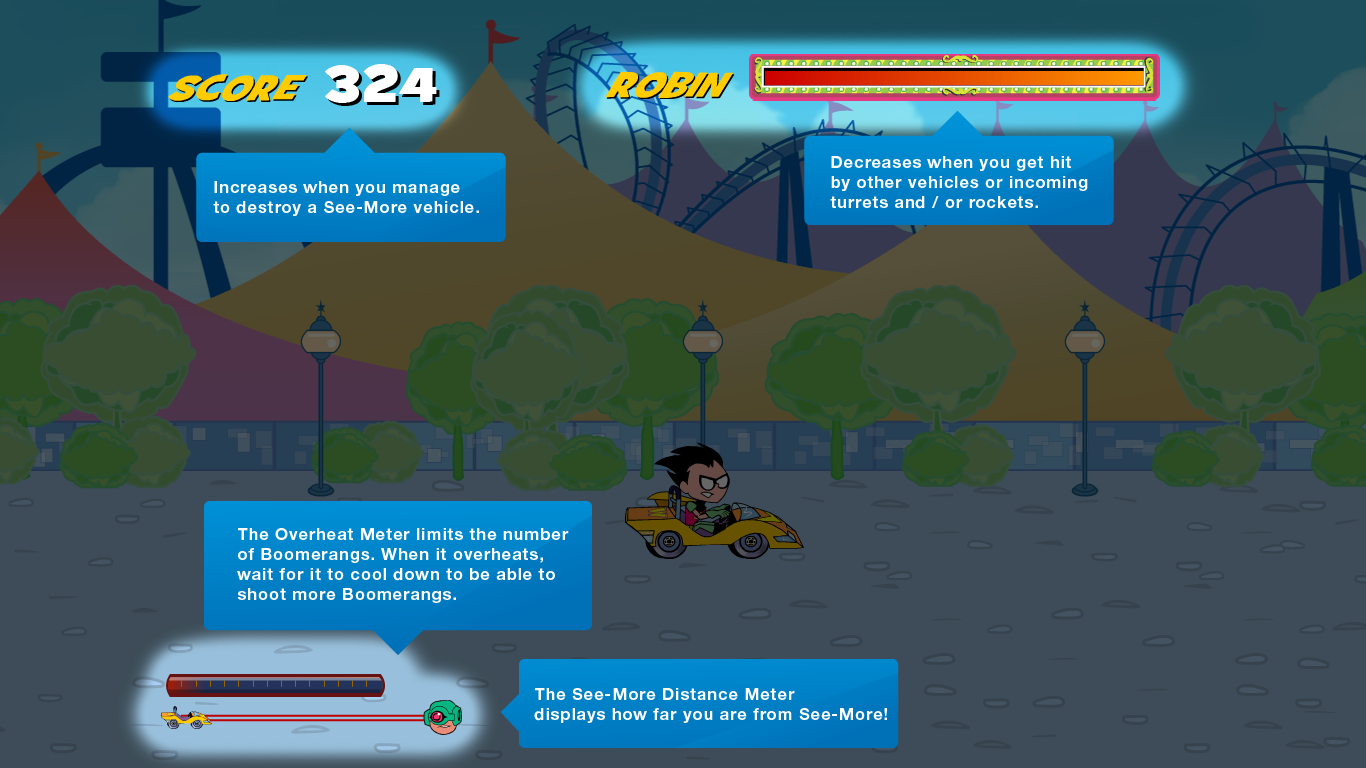 SCORE 324
ROBIN
Increases when you manage
to destroy a See-More vehicle.
Decreases when you get hit
by other vehicles or incoming
turrets and / or rockets.
The Overheat Meter limits the number
of Boomerangs. When it overheats,
wait for it to cool down to be able to
shoot more Boomerangs.
The See-More Distance Meter
displays how far you are from See-More!